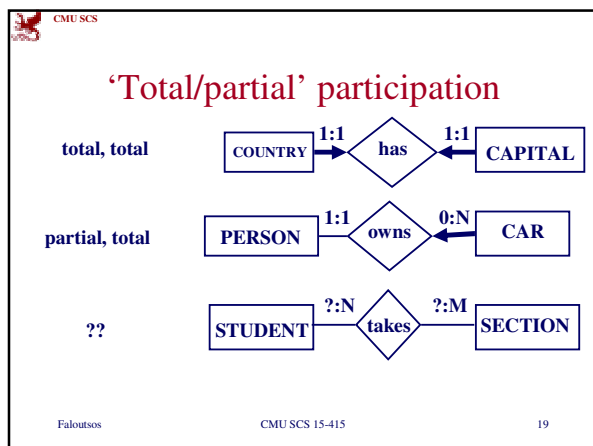 CMU SCS
‘Total/partial’ participation
total, total
COUNTRY
1:1
has
1:1
CAPITAL
partial, total
PERSON
1:1
owns
0:N
CAR
??
STUDENT
?:N
takes
?:M
SECTION
Faloutsos
CMU SCS 15-415
19